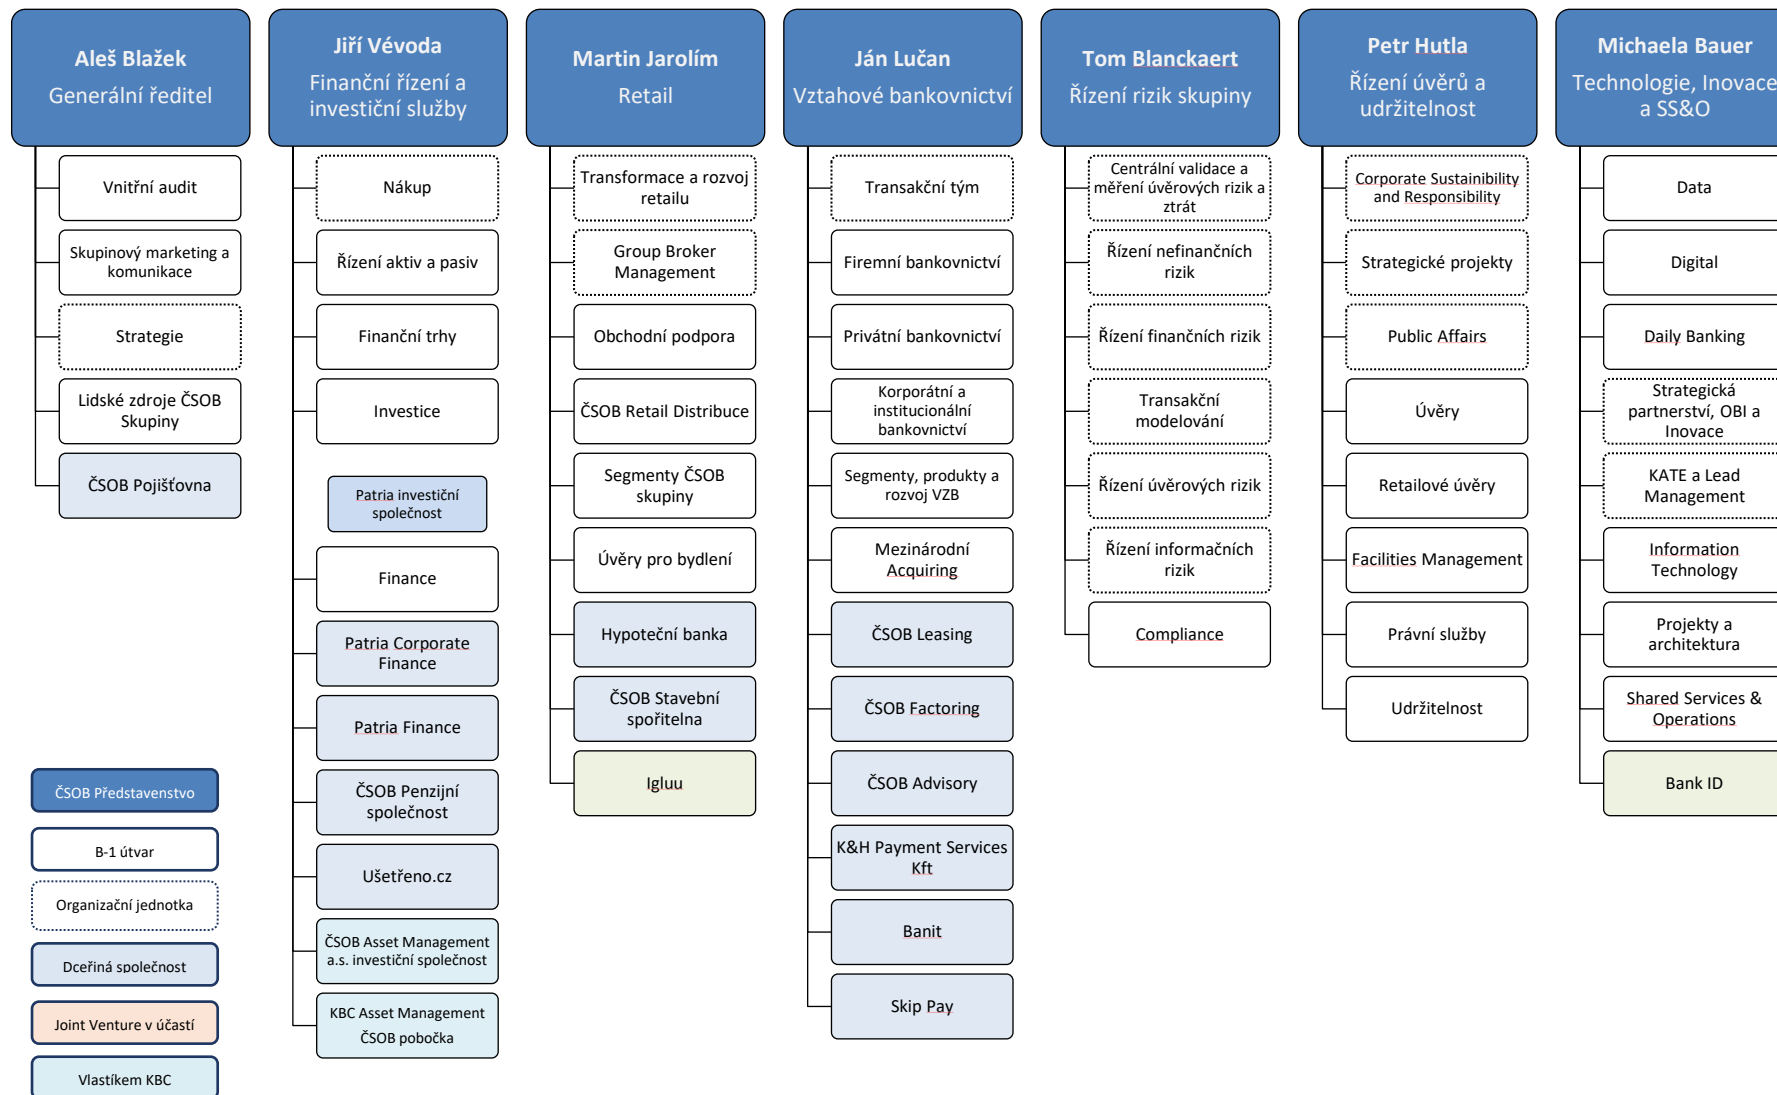 Aleš Blažek
Generální ředitel
Vnitřní audit
Skupinový marketing a
komunikace
Strategie
Lidské zdroje ČSOB
Skupiny
ČSOB Pojišťovna
Jiří Vévoda
Finanční řízení a
investiční služby
Nákup
Řízení aktiv a pasiv
Finanční trhy
Investice
Patria investiční
společnost
Finance
Patria Corporate
Finance
Patria Finance
ČSOB Penzijní
společnost
Ušetřeno.cz
ČSOB Asset Management
a.s. investiční společnost
KBC Asset Management
ČSOB pobočka
Martin Jarolím
Retail
Transformace a rozvoj
retailu
Group Broker
Management
Obchodní podpora
ČSOB Retail Distribuce
Segmenty ČSOB
skupiny
Úvěry pro bydlení
Hypoteční banka
ČSOB Stavební
spořitelna
Igluu
Ján Lučan
Vztahové bankovnictví
Transakční tým
Firemní bankovnictví
Privátní bankovnictví
Korporátní a
institucionální
bankovnictví
Segmenty, produkty a
rozvoj VZB
Mezinárodní
Acquiring
ČSOB Leasing
ČSOB Factoring
ČSOB Advisory
K&H Payment Services
Kft
Banit
Skip Pay
Tom Blanckaert
Řízení rizik skupiny
Centrální validace a
měření úvěrových rizik a
ztrát
Řízení nefinančních
rizik
Řízení finančních rizik
Transakční
modelování
Řízení úvěrových rizik
Řízení informačních
rizik
Compliance
Petr Hutla
Řízení úvěrů a
udržitelnost
Corporate Sustainibility
and Responsibility
Strategické projekty
Public Affairs
Úvěry
Retailové úvěry
Facilities Management
Právní služby
Udržitelnost
Michaela Bauer
Technologie, Inovace
a SS&O
Data
Digital
Daily Banking
Strategická
partnerství, OBI a
Inovace
KATE a Lead
Management
Information
Technology
Projekty a
architektura
Shared Services &
Operations
Bank ID
ČSOB Představenstvo
B-1 útvar
Organizační jednotka
Dceřiná společnost
Joint Venture v účastí
Vlastíkem KBC